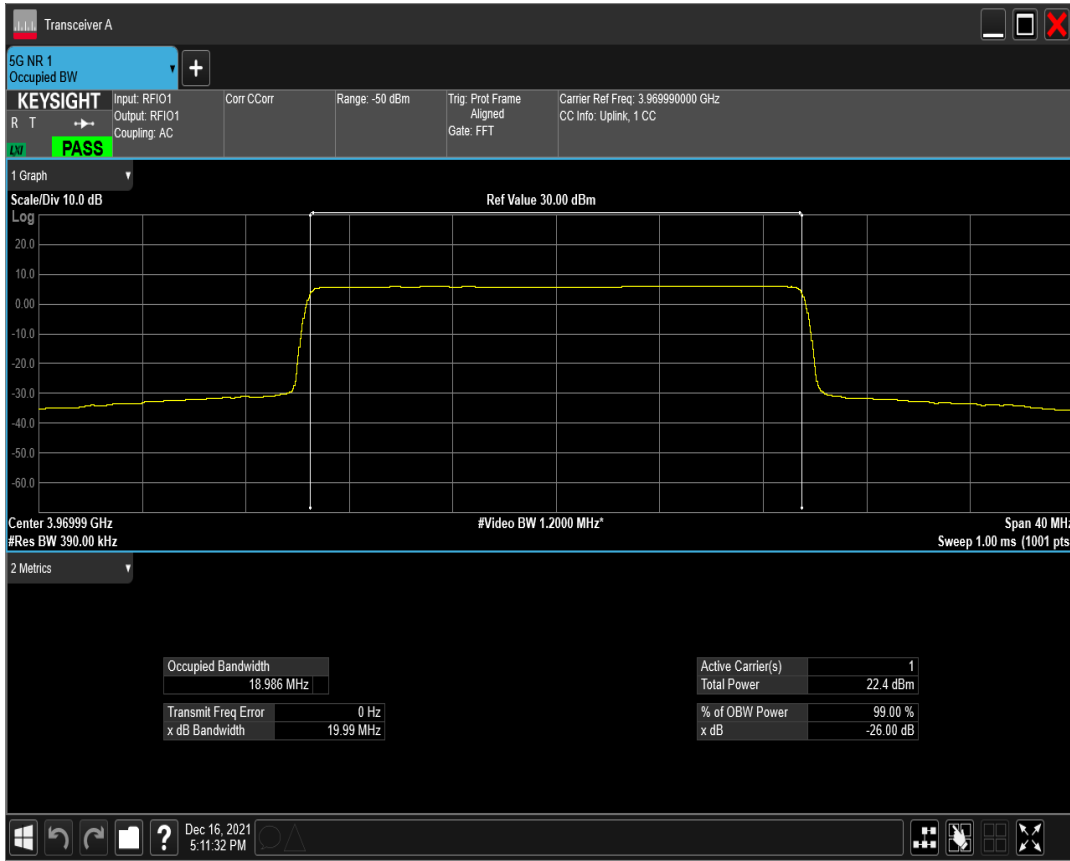 Transceiver A
5G NR 1
Occupied BW
+
KEYSIGHT
R T
LXI
PASS
Input: RFIO1
Output: RFIO1
Coupling: AC
Corr CCorr
Range: -50 dBm
Trig: Prot Frame
Aligned
Gate: FFT
Carrier Ref Freq: 3.969990000 GHz
CC Info: Uplink, 1 CC
1 Graph
Scale/Div 10.0 dB
Ref Value 30.00 dBm
Log
20.0
10.0
0.00
-10.0
-20.0
-30.0
-40.0
-50.0
-60.0
Center 3.96999 GHz
#Video BW 1.2000 MHz*
Span 40 MHz
#Res BW 390.00 kHz
Sweep 1.00 ms (1001 pts
2 Metrics
Occupied Bandwidth
18.986 MHz
Transmit Freq Error 0 Hz
x dB Bandwidth 19.99 MHz
Active Carrier(s) 1
Total Power 22.4 dBm
% of OBW Power 99.00 %
x dB -26.00 dB
?
Dec 16, 2021
5:11:32 PM